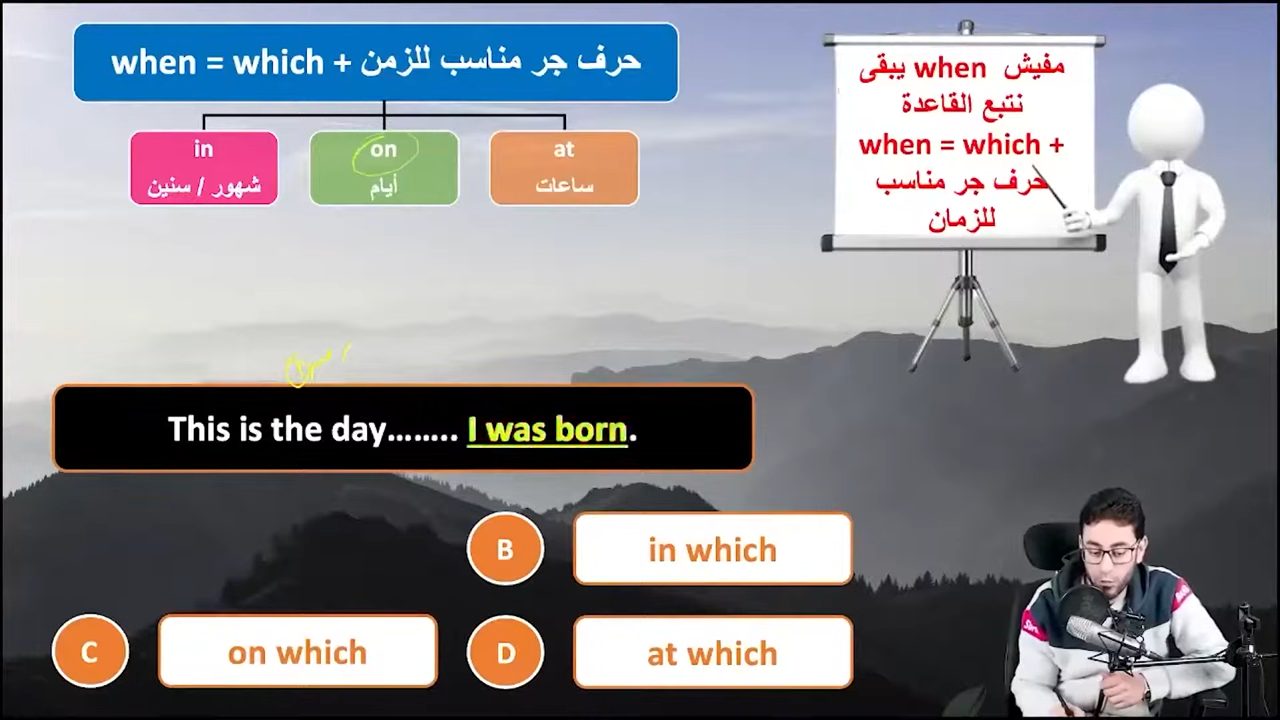 when = which + حرف جر مناسب للزمن
in
شهور / سنين
on
أيام
at
ساعات
مفيش when يبقى
نتبع القاعدة
when = which +
حرف جر مناسب
للزمان
This is the day........ I was born.
B
in which
C
on which
D
at which